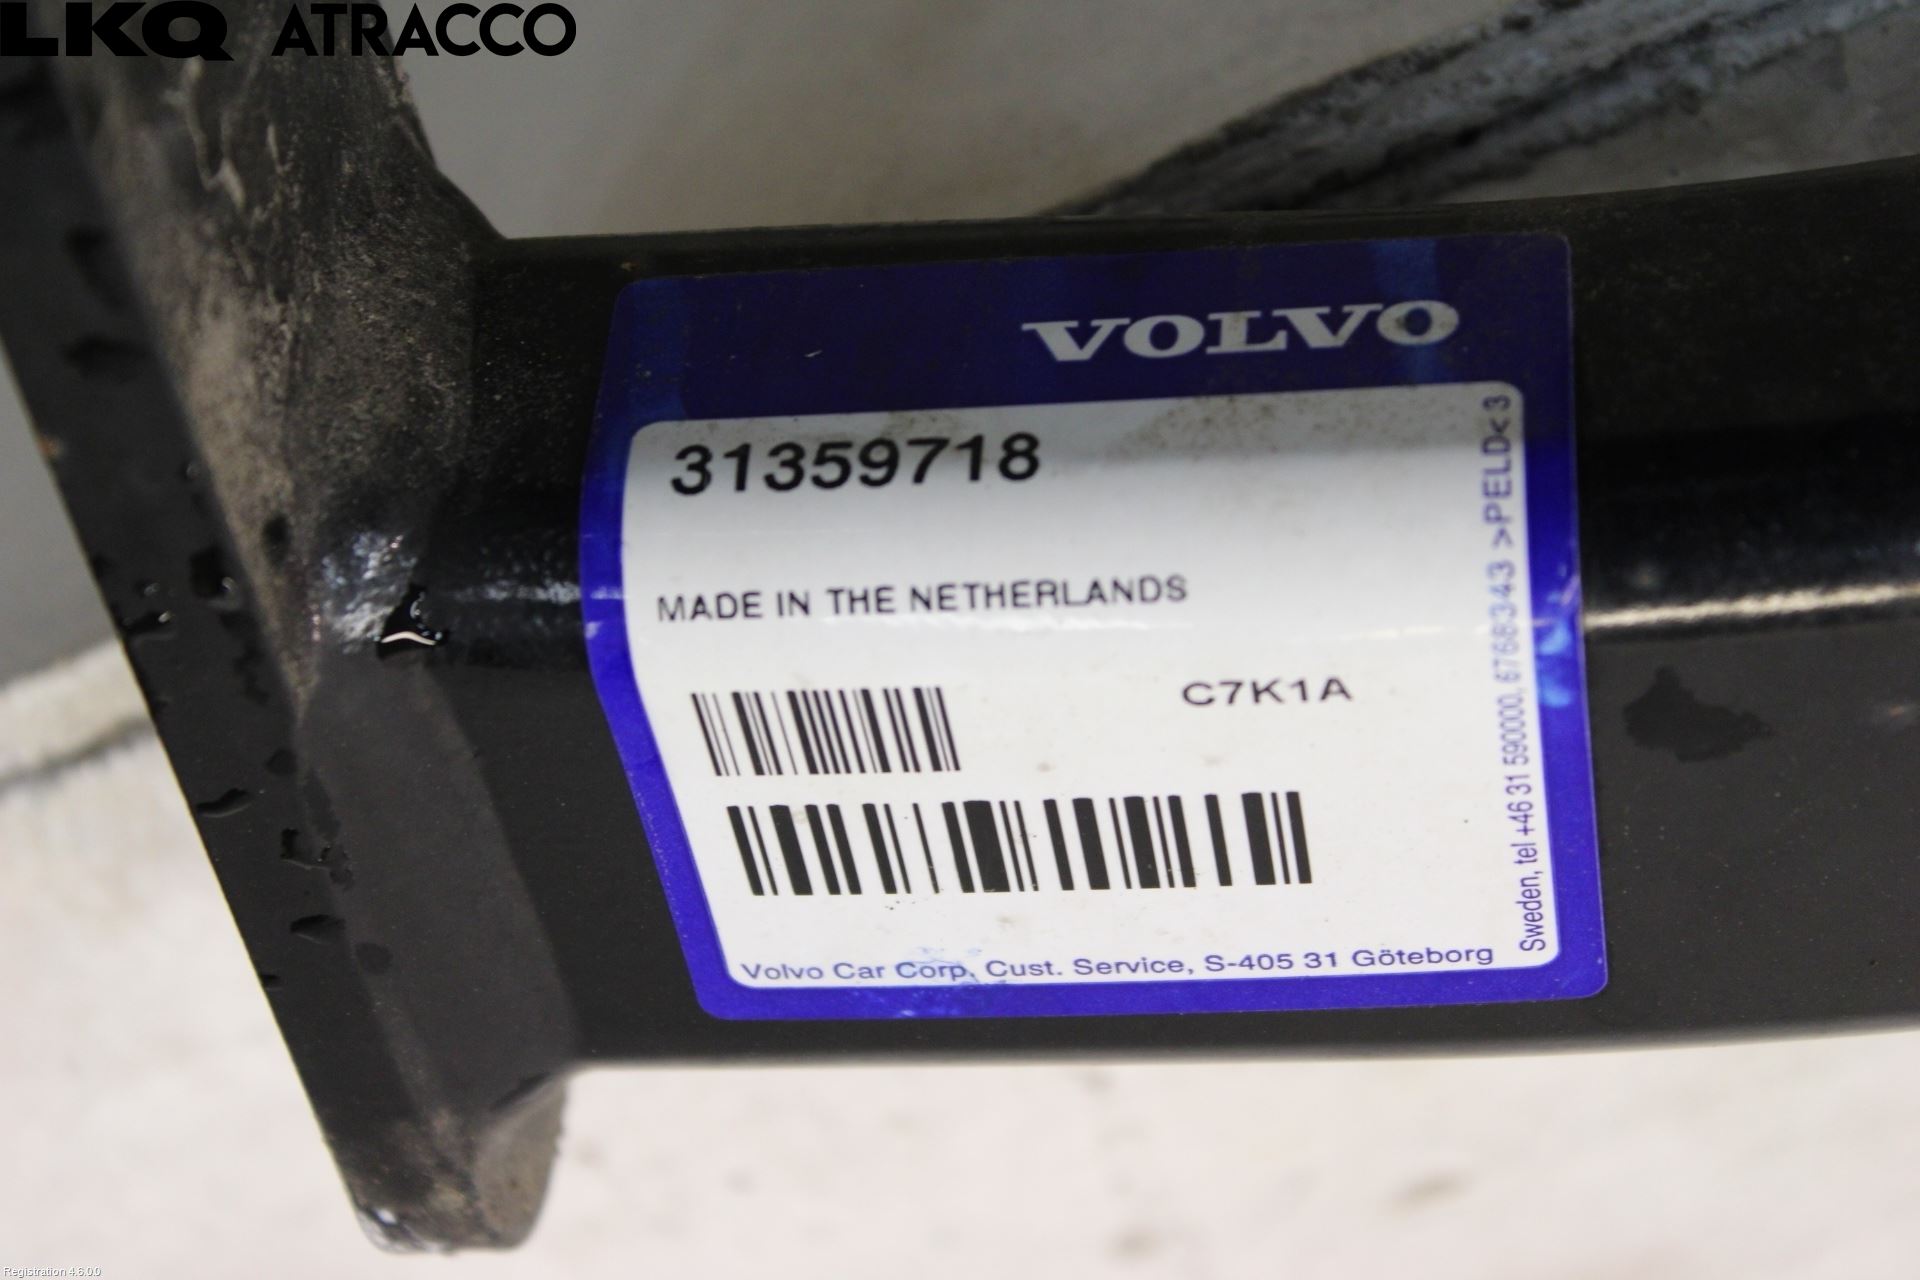 LKQ ATRACCO
VOLVO
31359718
MADE IN THE NETHERLANDS
C7K1A
Volvo Car Corp. Cust. Service, S-405 31 Göteborg
Sweden, tel +46 31 590000, 67688343 >PELD< 3
Registration 4.6.0.0